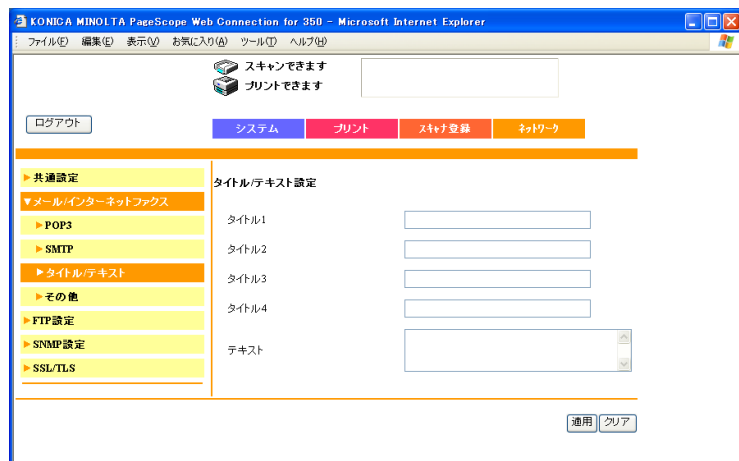 KONICA MINOLTA PageScope Web Connection for 350 - Microsoft Internet Explorer
ファイル(F) 編集(E) 表示(V) お気に入り(A) ツール(T) ヘルプ(H)
スキャンできます
プリントできます
ログアウト
システム プリント スキャナ登録 ネットワーク
共通設定
メール/インターネットファクス
POP3
SMTP
タイトル/テキスト
その他
FTP設定
SNMP設定
SSL/TLS
タイトル/テキスト設定
タイトル1
タイトル2
タイトル3
タイトル4
テキスト
適用 クリア